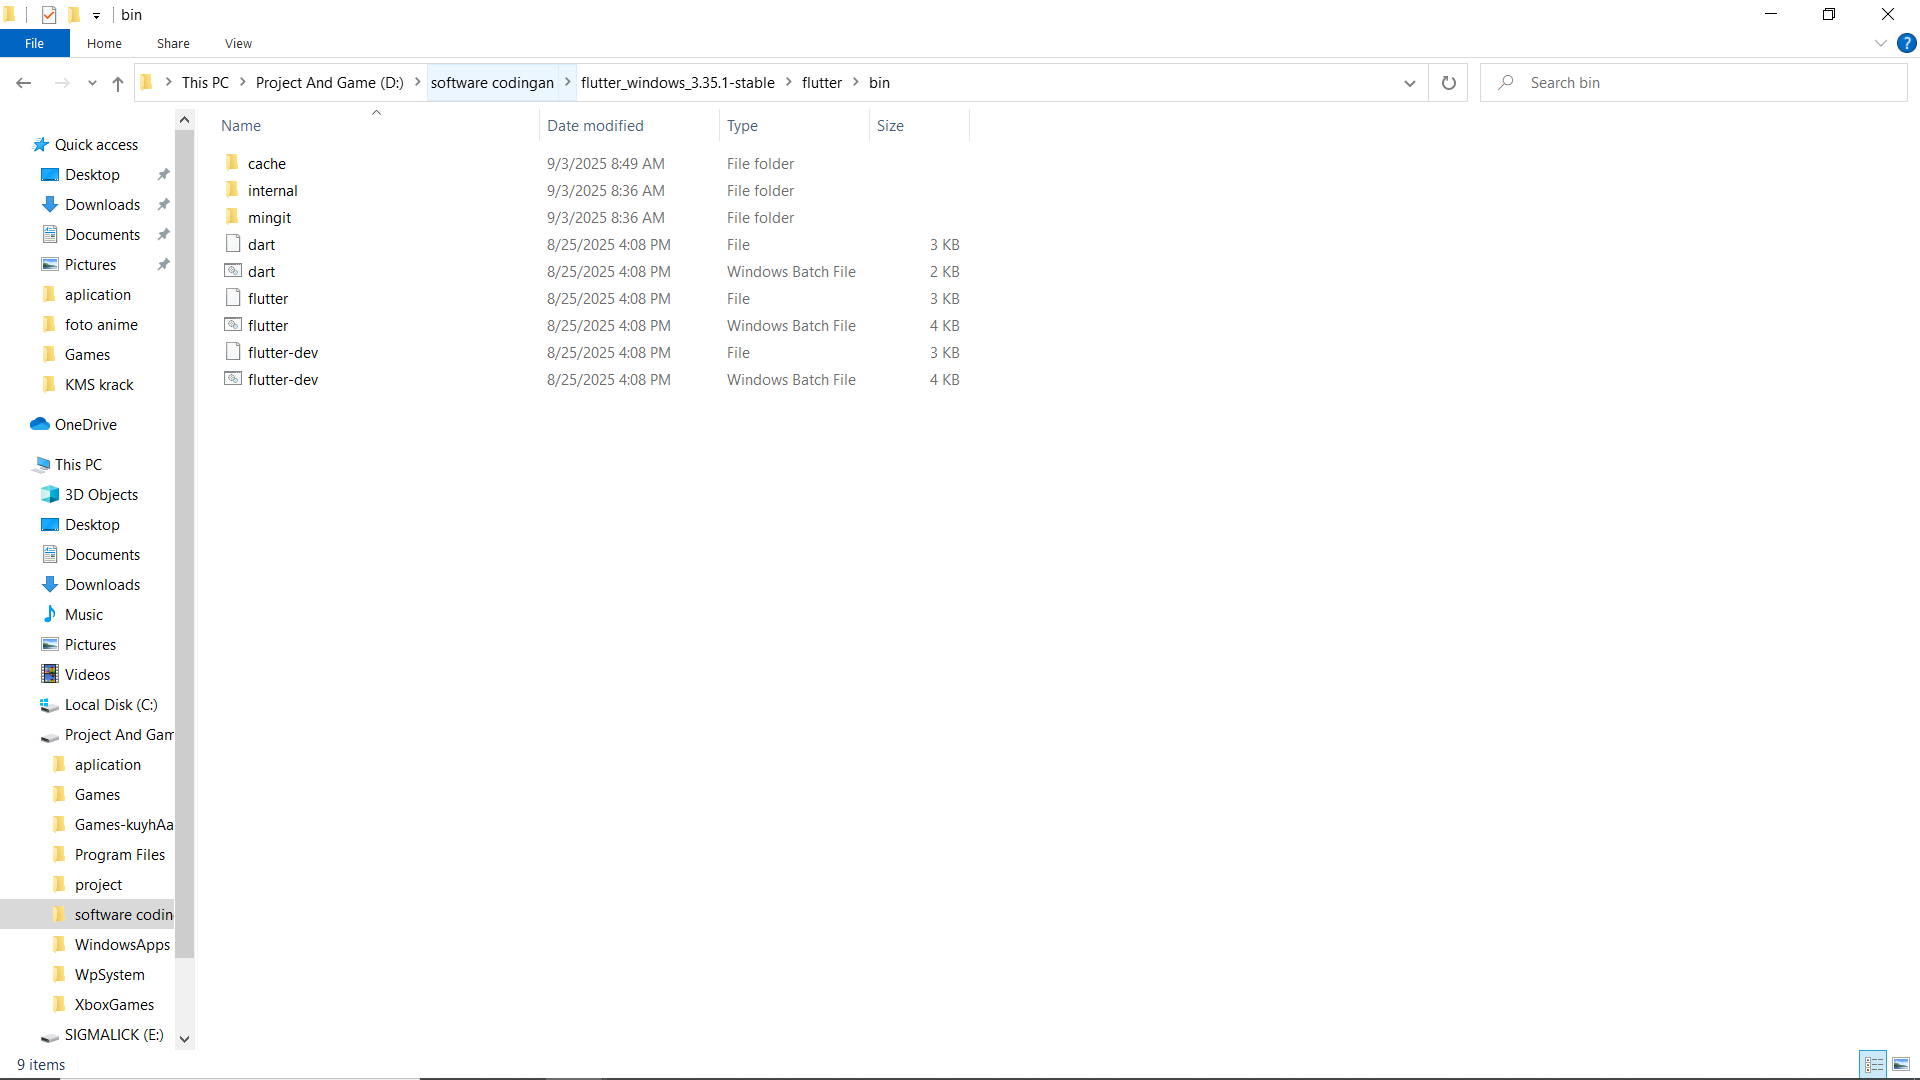 bin
File Home Share View
This PC Project And Game (D:) software codingan flutter_windows_3.35.1-stable flutter bin
Search bin
Name Date modified Type Size
cache 9/3/2025 8:49 AM File folder
internal 9/3/2025 8:36 AM File folder
mingit 9/3/2025 8:36 AM File folder
dart 8/25/2025 4:08 PM File 3 KB
dart 8/25/2025 4:08 PM Windows Batch File 2 KB
flutter 8/25/2025 4:08 PM File 3 KB
flutter 8/25/2025 4:08 PM Windows Batch File 4 KB
flutter-dev 8/25/2025 4:08 PM File 3 KB
flutter-dev 8/25/2025 4:08 PM Windows Batch File 4 KB
Quick access
Desktop
Downloads
Documents
Pictures
aplication
foto anime
Games
KMS krack
OneDrive
This PC
3D Objects
Desktop
Documents
Downloads
Music
Pictures
Videos
Local Disk (C:)
Project And Gam
aplication
Games
Games-kuyhAa
Program Files
project
software codin
WindowsApps
WpSystem
XboxGames
SIGMALICK (E:)
9 items